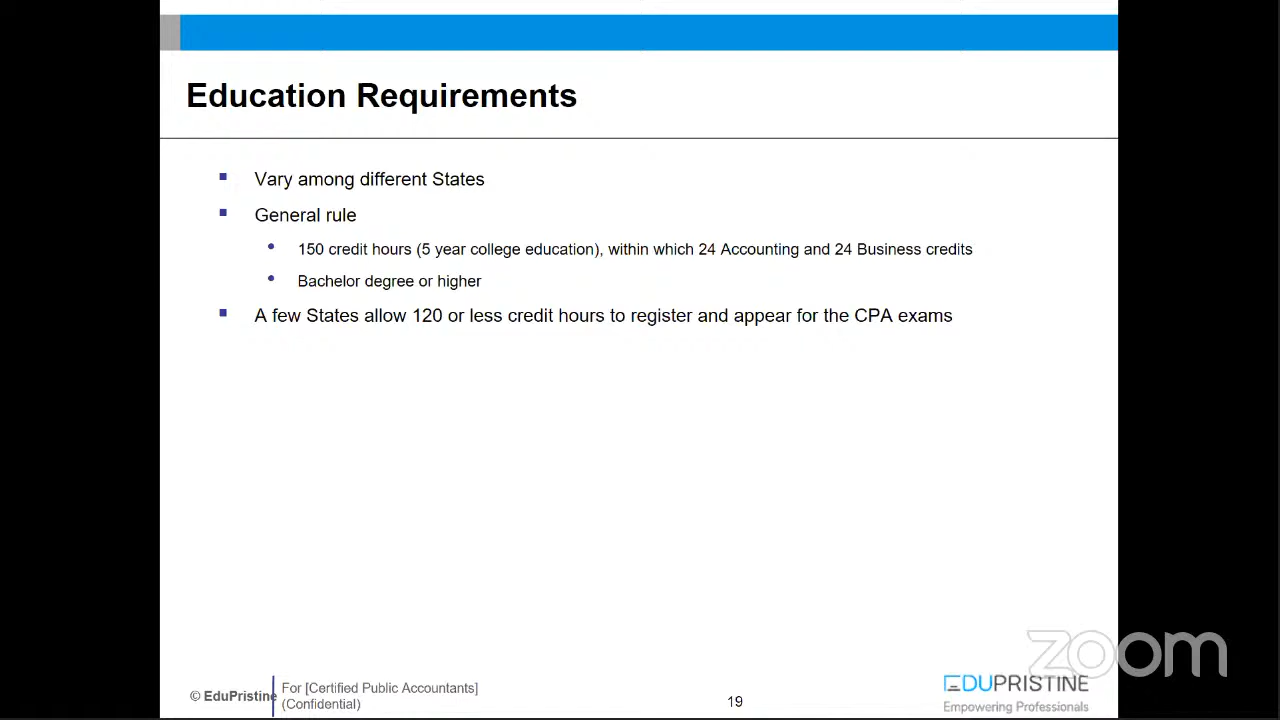 Education Requirements
Vary among different States
General rule
150 credit hours (5 year college education), within which 24 Accounting and 24 Business credits
Bachelor degree or higher
A few States allow 120 or less credit hours to register and appear for the CPA exams
© EduPristine
For [Certified Public Accountants]
(Confidential)
19
EDUPRISTINE
Empowering Professionals
zoom